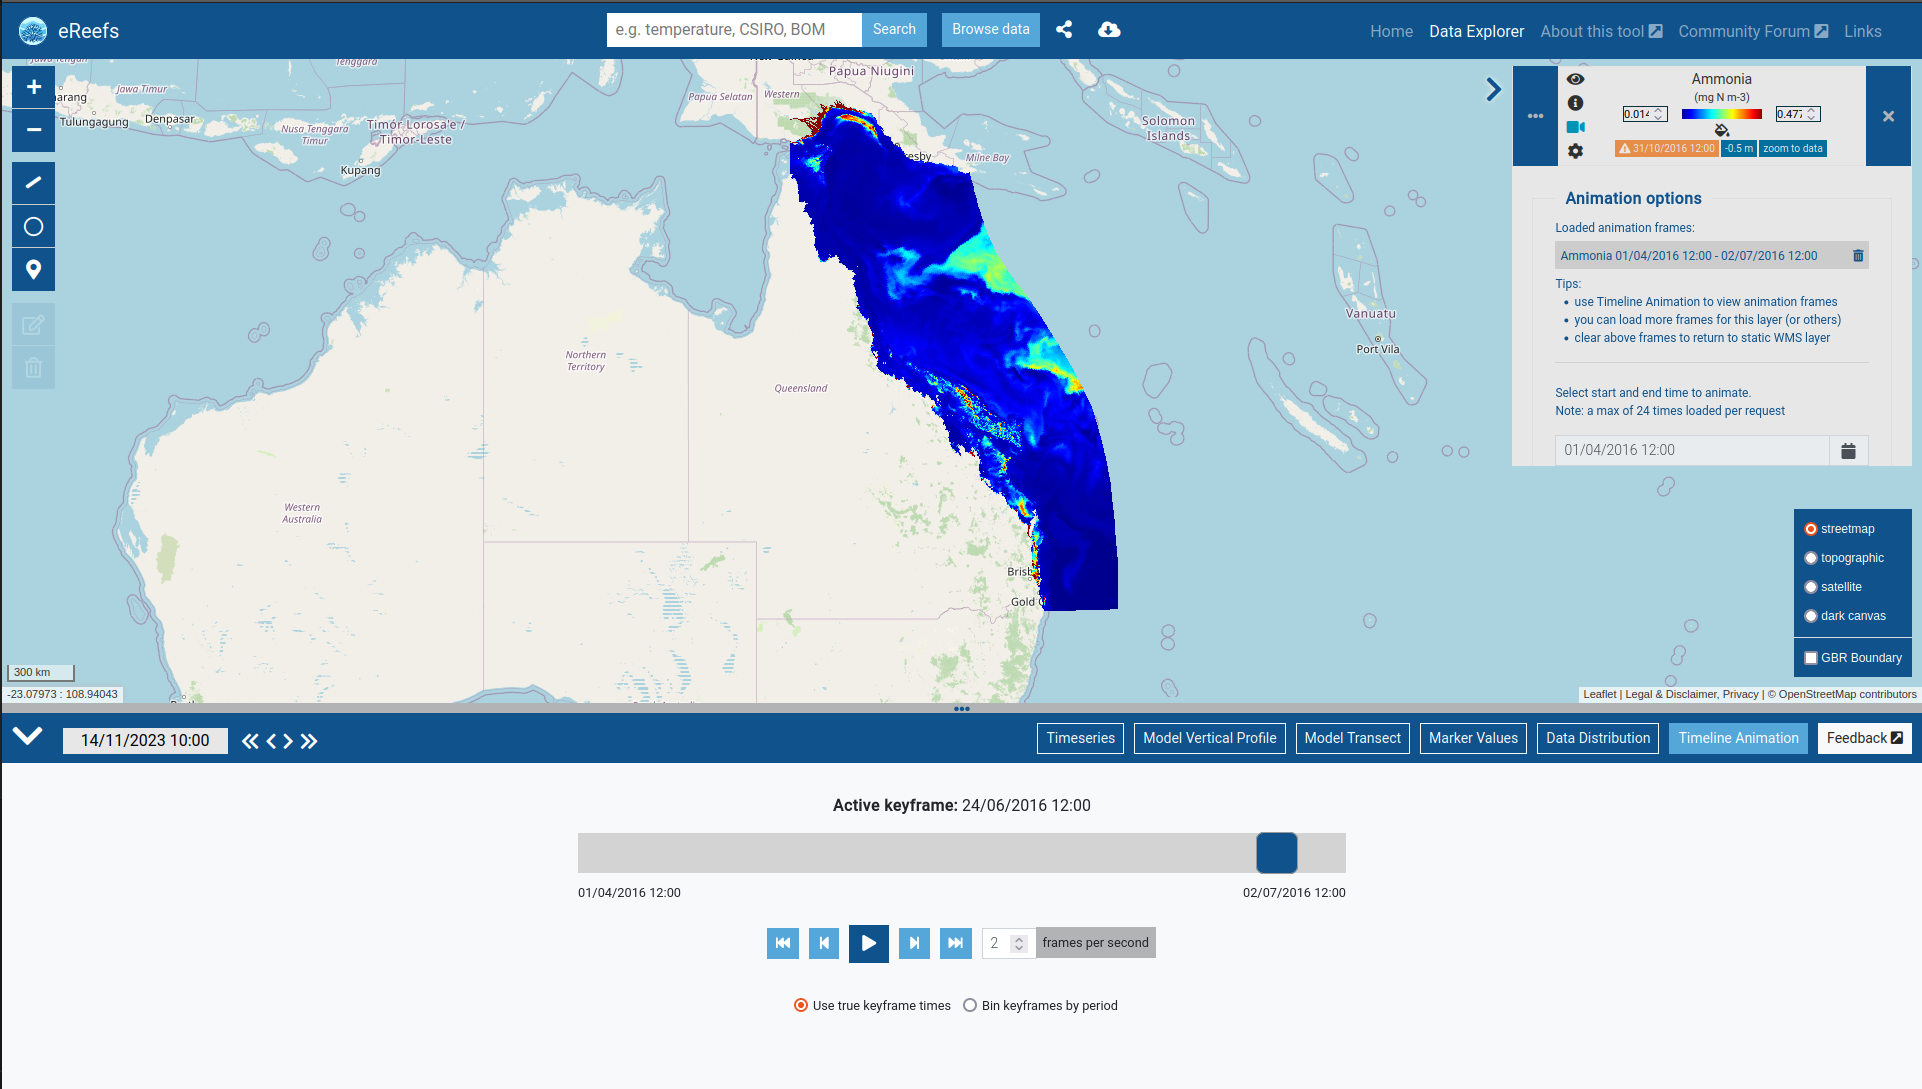 eReefs
e.g. temperature, CSIRO, BOM
Search
Browse data
Home
Data Explorer
About this tool
Community Forum
Links
+
−
Tenggara
Jawa Timur
arang
Tulungagung
Denpasar
Nusa Tenggara
Timur
Timór Lorosa'e /
Timor-Leste
Kupang
Papua Selatan
Western
Papua Niugini
esby
Milne Bay
Solomon
Islands
Vanuatu
Port Vila
Northern
Territory
Queensland
Western
Australia
Brisb
Gold C
Ammonia
(mg N m-3)
0.014
0.477
31/10/2016 12:00
-0.5 m
zoom to data
Animation options
Loaded animation frames:
Ammonia 01/04/2016 12:00 - 02/07/2016 12:00
Tips:
• use Timeline Animation to view animation frames
• you can load more frames for this layer (or others)
• clear above frames to return to static WMS layer
Select start and end time to animate.
Note: a max of 24 times loaded per request
01/04/2016 12:00
streetmap
topographic
satellite
dark canvas
GBR Boundary
300 km
-23.07973 : 108.94043
Leaflet | Legal & Disclaimer, Privacy | © OpenStreetMap contributors
14/11/2023 10:00
Timeseries
Model Vertical Profile
Model Transect
Marker Values
Data Distribution
Timeline Animation
Feedback
Active keyframe: 24/06/2016 12:00
01/04/2016 12:00
02/07/2016 12:00
2
frames per second
Use true keyframe times
Bin keyframes by period